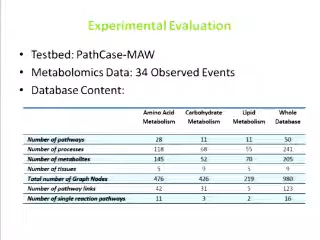 Experimental Evaluation
• Testbed: PathCase-MAW
• Metabolomics Data: 34 Observed Events
• Database Content:
Amino Acid Metabolism Carbohydrate Metabolism Lipid Metabolism Whole Database
Number of pathways 28 11 11 50
Number of processes 118 68 55 241
Number of metabolites 145 52 70 205
Number of tissues 5 9 5 9
Total number of Graph Nodes 476 426 219 980
Number of pathway links 42 31 5 123
Number of single reaction pathways 11 3 2 16